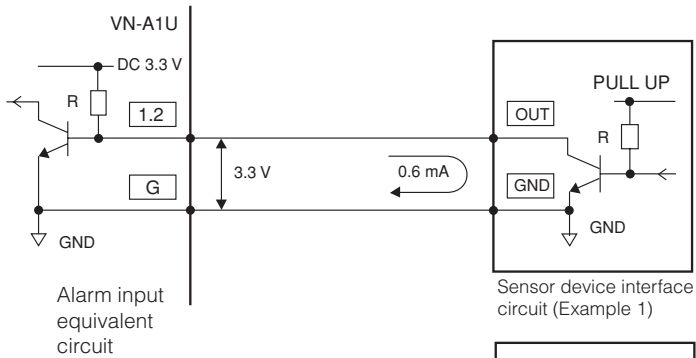 VN-A1U
DC 3.3 V
PULL UP
R
1.2
OUT
R
3.3 V
0.6 mA
G
GND
GND
GND
Alarm input
equivalent
circuit
Sensor device interface
circuit (Example 1)